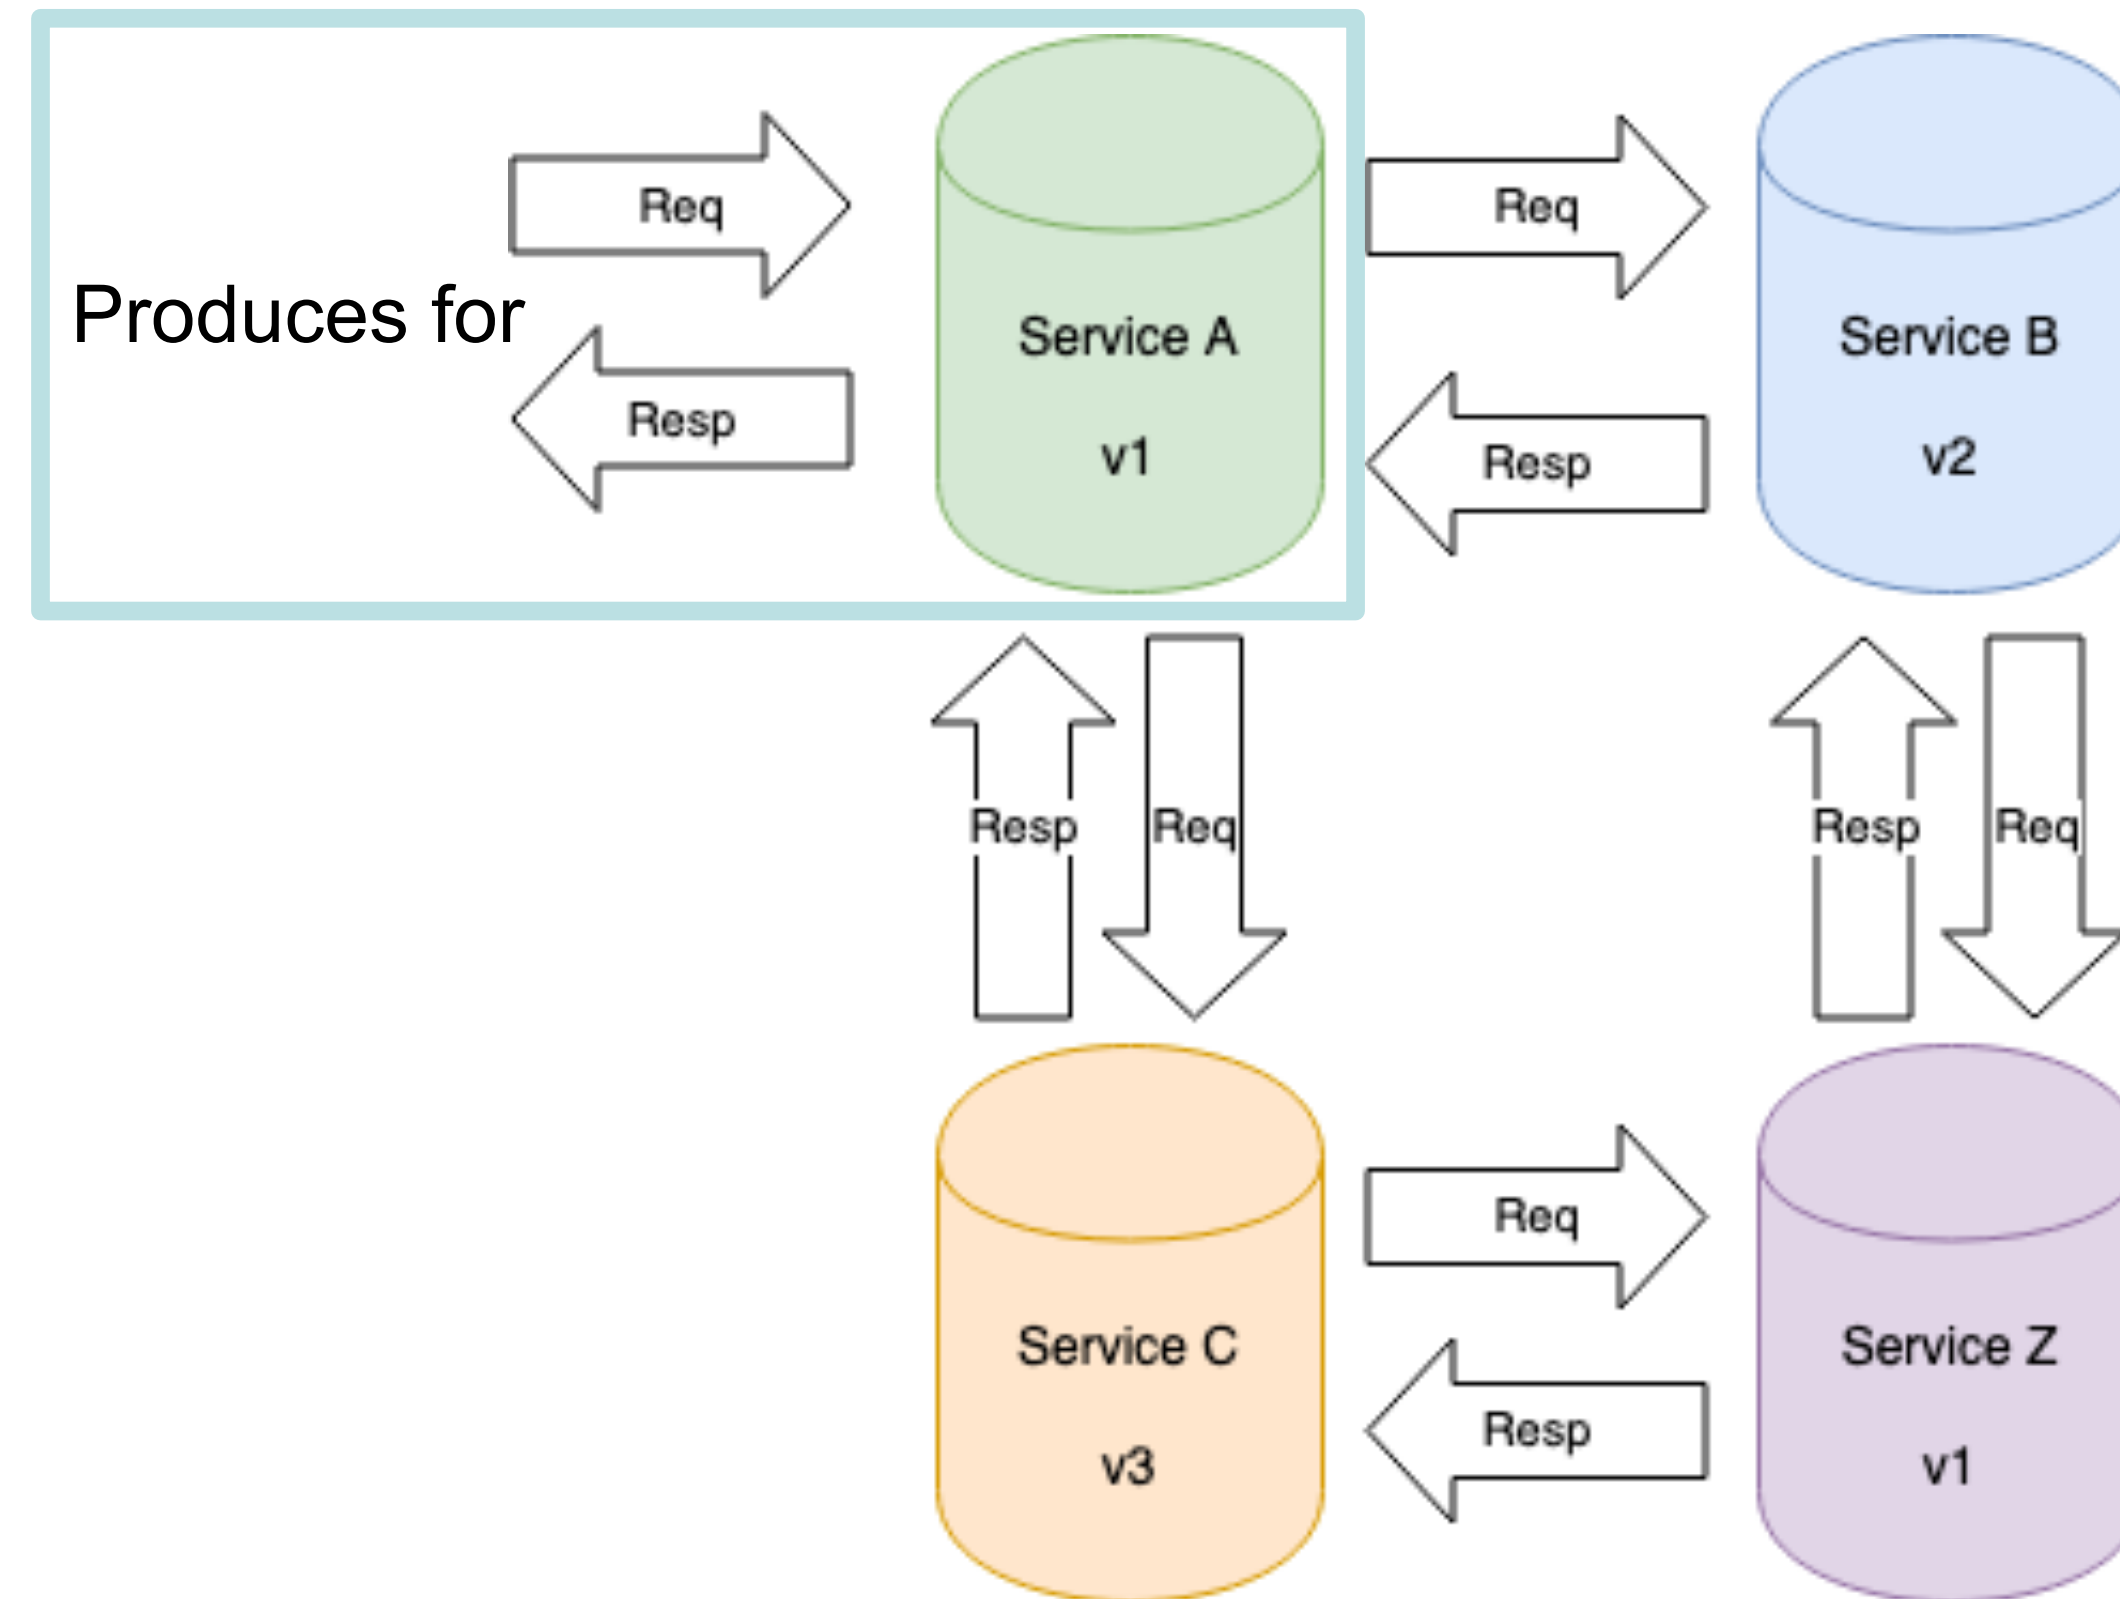 Req
Req
Produces for
Service A
Service B
Resp
Resp
v1
v2
Resp
Req
Resp
Req
Req
Service C
Service Z
Resp
v3
v1